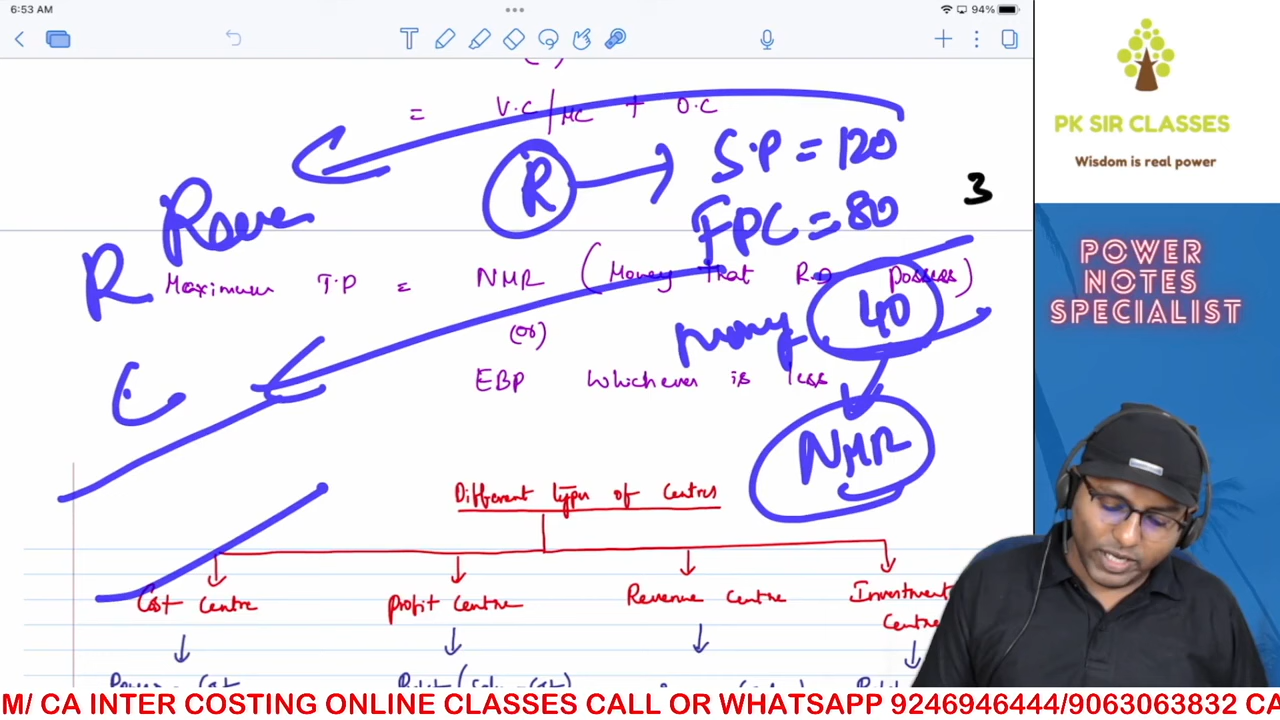 6:53 AM
94%
T
= V.C/MC + O.C
R
S.P = 120
FPC = 80
3
R
Maximum T.P = NMR (Money that R.D Possess)
(or)
Money 40
C
EBP Whichever is less
NMR
Different types of Centres
Cost Centre
Profit Centre
Revenue Centre
Investment Centre
PK SIR CLASSES
Wisdom is real power
POWER
NOTES
SPECIALIST
M/ CA INTER COSTING ONLINE CLASSES CALL OR WHATSAPP 9246946444/9063063832 CA